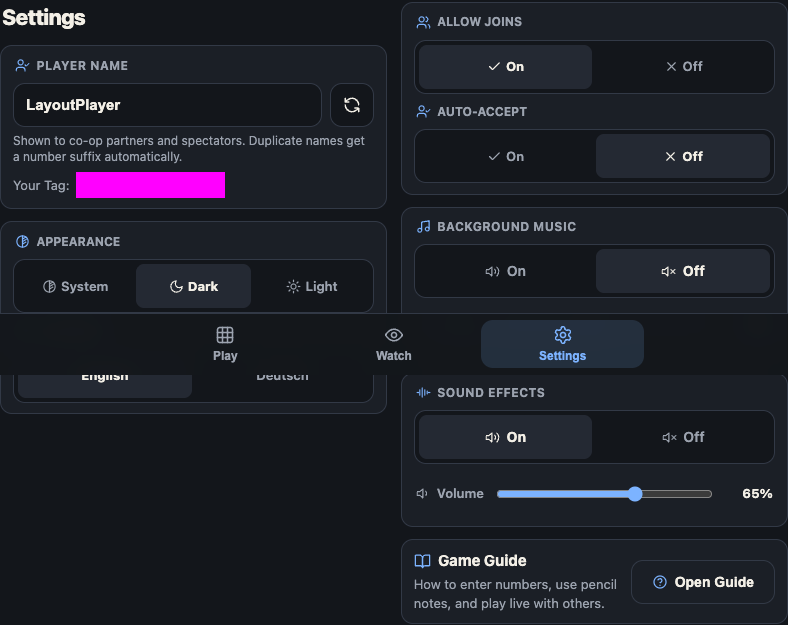 Settings
PLAYER NAME
LayoutPlayer
Shown to co-op partners and spectators. Duplicate names get
a number suffix automatically.
Your Tag:
APPEARANCE
System
Dark
Light
English
Deutsch
ALLOW JOINS
On
Off
AUTO-ACCEPT
On
Off
BACKGROUND MUSIC
On
Off
Play
Watch
Settings
SOUND EFFECTS
On
Off
Volume
65%
Game Guide
How to enter numbers, use pencil
notes, and play live with others.
Open Guide